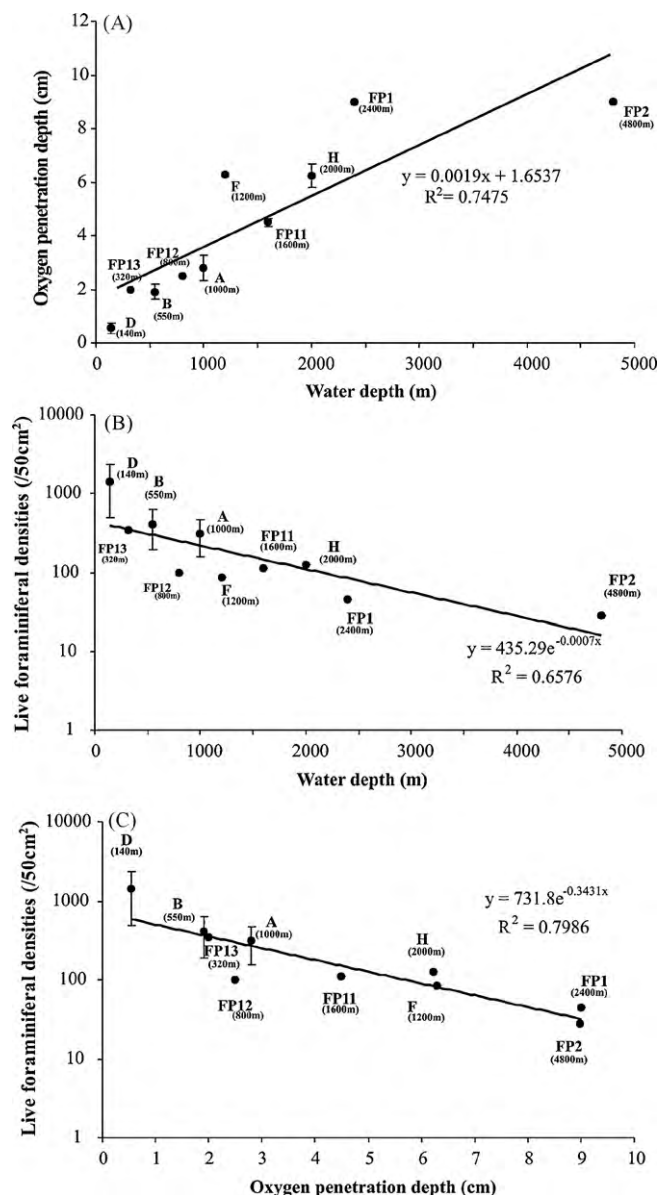 (A)
Oxygen penetration depth (cm)
12
10
8
6
4
2
0
FP1
(2400m)
FP2
(4800m)
H
(2000m)
F
(1200m)
y = 0.0019x + 1.6537
R²= 0.7475
FP11
(1600m)
FP12
(800m)
FP13
(320m)
A
(1000m)
B
(550m)
D
(140m)
0 1000 2000 3000 4000 5000
Water depth (m)
(B)
Live foraminiferal densities (/50cm²)
10000
1000
100
10
1
D
(140m)
B
(550m)
A
(1000m)
FP11
(1600m)
H
(2000m)
FP13
(320m)
FP12
(800m)
F
(1200m)
FP1
(2400m)
FP2
(4800m)
y = 435.29e^-0.0007x
R² = 0.6576
0 1000 2000 3000 4000 5000
Water depth (m)
(C)
Live foraminiferal densities (/50cm²)
10000
1000
100
10
1
D
(140m)
B
(550m)
A
(1000m)
y = 731.8e^-0.3431x
R² = 0.7986
FP13
(320m)
H
(2000m)
FP12
(800m)
FP11
(1600m)
F
(1200m)
FP1
(2400m)
FP2
(4800m)
0 1 2 3 4 5 6 7 8 9 10
Oxygen penetration depth (cm)